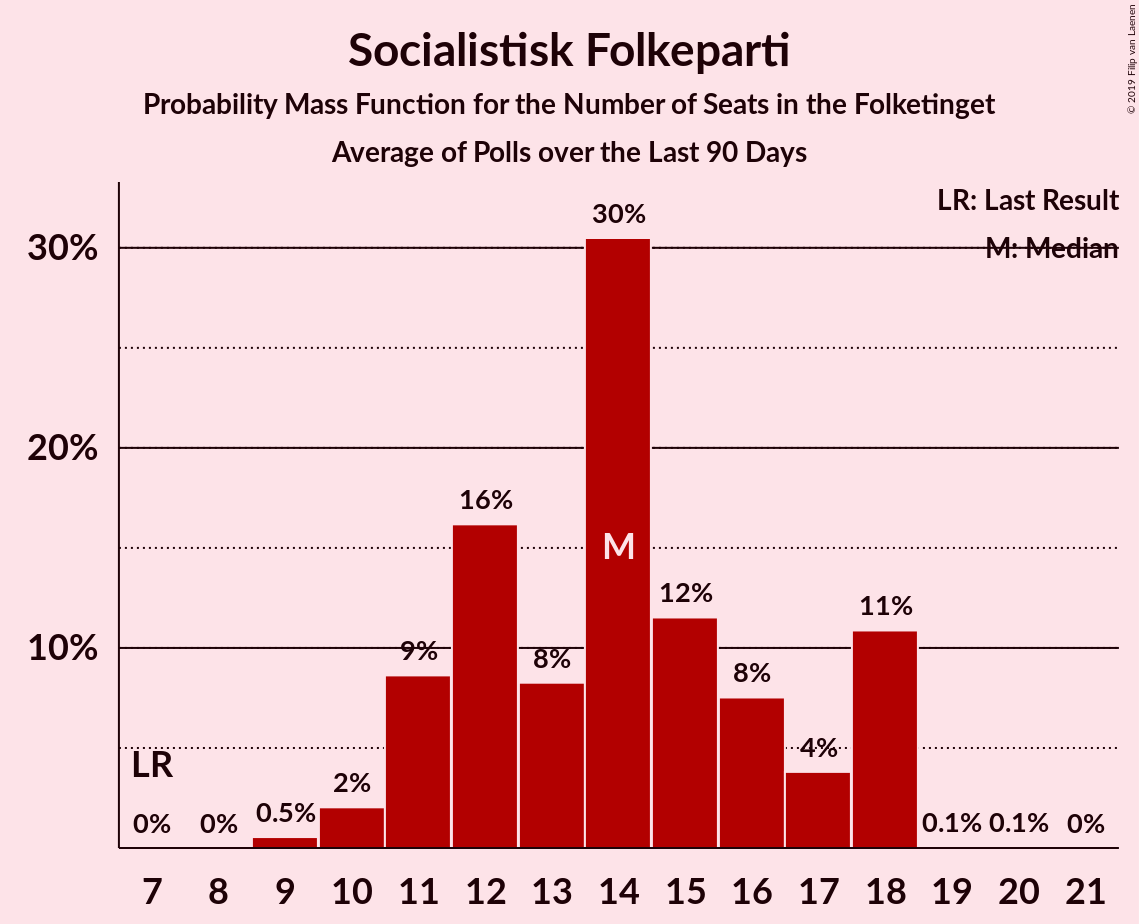 Socialistisk Folkeparti
Probability Mass Function for the Number of Seats in the Folketinget
Average of Polls over the Last 90 Days
© 2019 Filip van Laenen
LR: Last Result
M: Median
30%
20%
10%
LR
0%
0%
0.5%
2%
9%
16%
8%
30%
M
12%
8%
4%
11%
0.1%
0.1%
0%
7 8 9 10 11 12 13 14 15 16 17 18 19 20 21